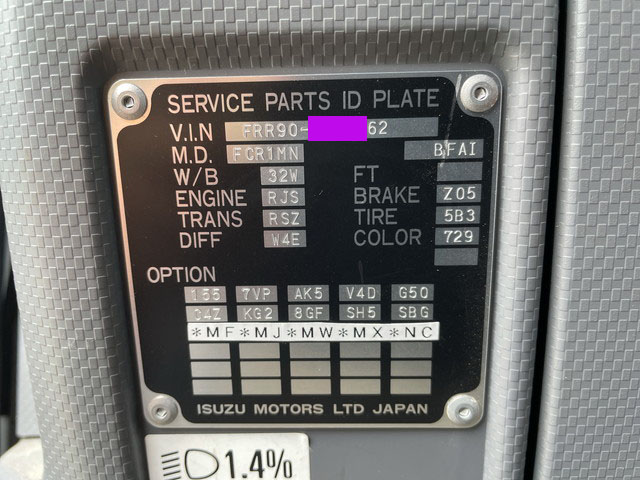 SERVICE PARTS ID PLATE
V.I.N FRR90- 62
M.D. FCR1MN BFAI
W/B 32W FT
ENGINE RJS BRAKE Z05
TRANS RSZ TIRE 5B3
DIFF W4E COLOR 729
OPTION
155 7VP AK5 V4D G50
C4Z KG2 8GF SH5 SBG
*MF*MJ*MW*MX*NC
ISUZU MOTORS LTD JAPAN
1.4%